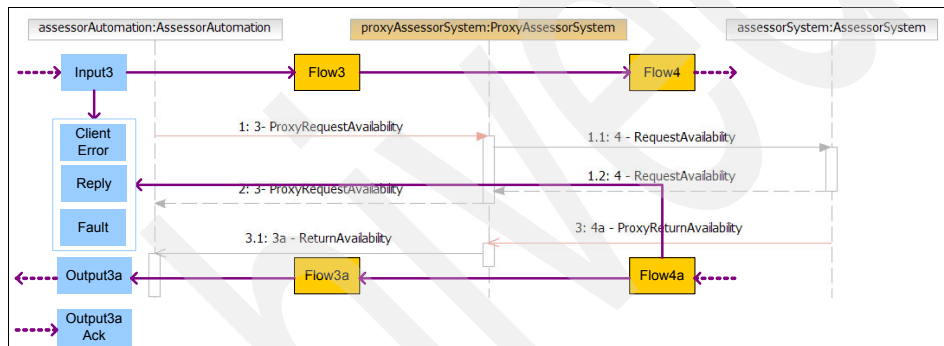 assessorAutomation:AssessorAutomation
proxyAssessorSystem:ProxyAssessorSystem
assessorSystem:AssessorSystem
Input3
Flow3
Flow4
Client
Error
Reply
Fault
1: 3- ProxyRequestAvailability
1.1: 4 - RequestAvailability
1.2: 4 - RequestAvailability
2: 3- ProxyRequestAvailability
3: 4a - ProxyReturnAvailability
3.1: 3a - ReturnAvailability
Output3a
Flow3a
Flow4a
Output3a
Ack